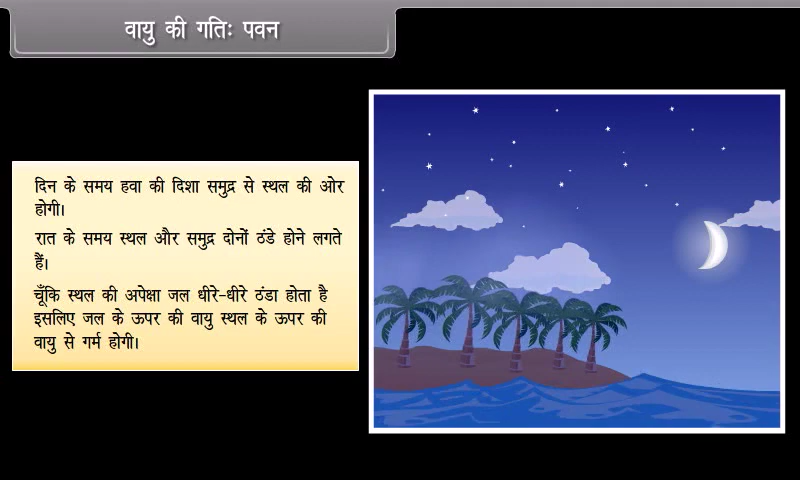 वायु की गतिः पवन
दिन के समय हवा की दिशा समुद्र से स्थल की ओर
होगी।
रात के समय स्थल और समुद्र दोनों ठंडे होने लगते
हैं।
चूँकि स्थल की अपेक्षा जल धीरे-धीरे ठंडा होता है
इसलिए जल के ऊपर की वायु स्थल के ऊपर की
वायु से गर्म होगी।